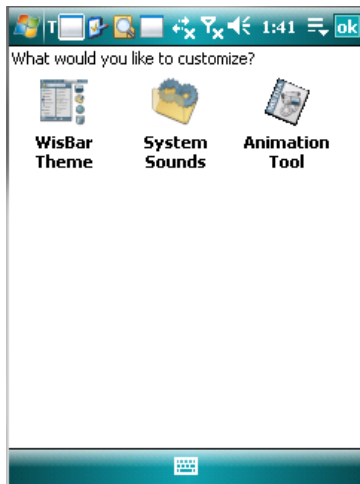 T 1:41 ok
What would you like to customize?
WisBar Theme
System Sounds
Animation Tool